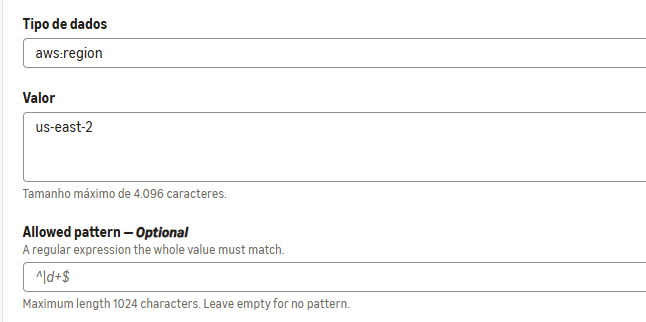 Tipo de dados
aws:region
Valor
us-east-2
Tamanho máximo de 4.096 caracteres.
Allowed pattern – Optional
A regular expression the whole value must match.
^|d+$
Maximum length 1024 characters. Leave empty for no pattern.